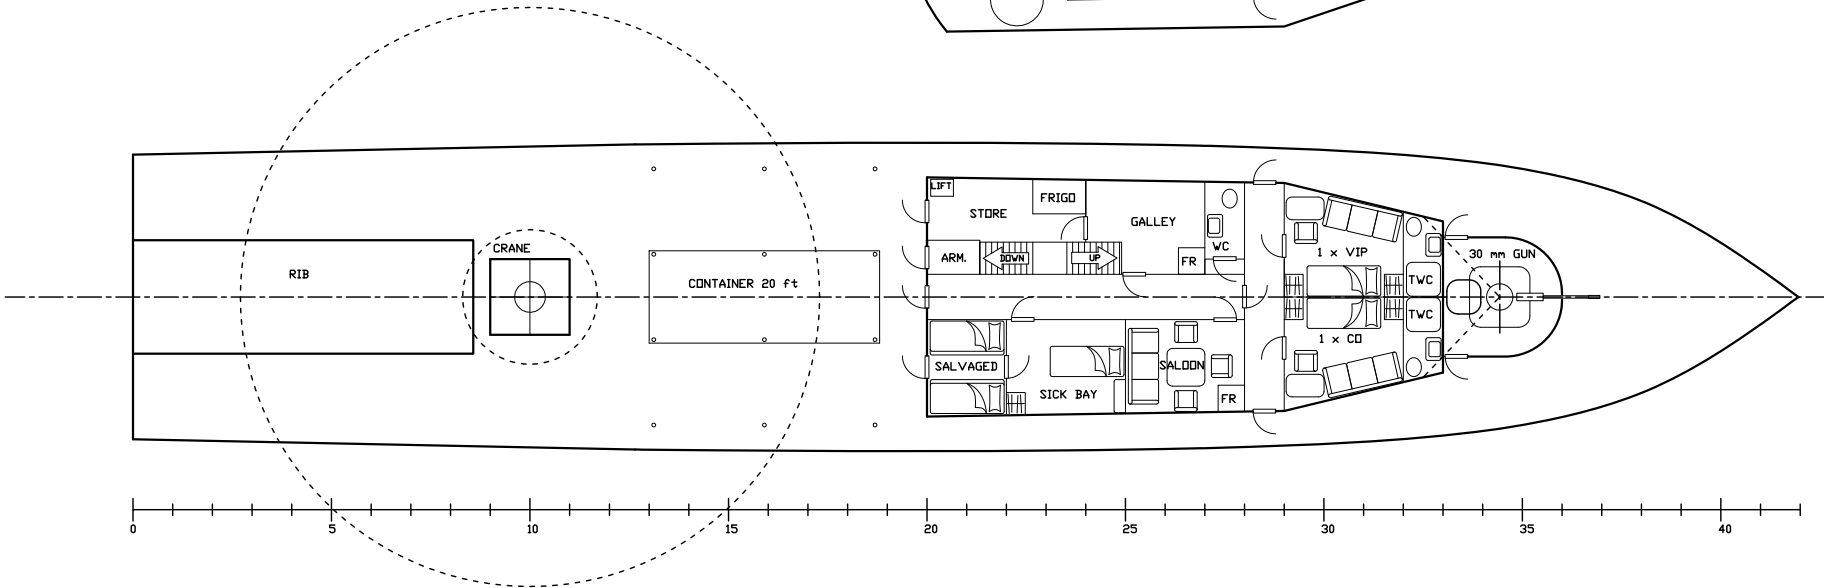 LIFT
FRIGO
STORE
GALLEY
WC
ARM.
DOWN
UP
FR
CRANE
RIB
CONTAINER 20 ft
1 x VIP
30 mm GUN
TWC
TWC
1 x CO
SALVAGED
SICK BAY
SALOON
FR
0
5
10
15
20
25
30
35
40